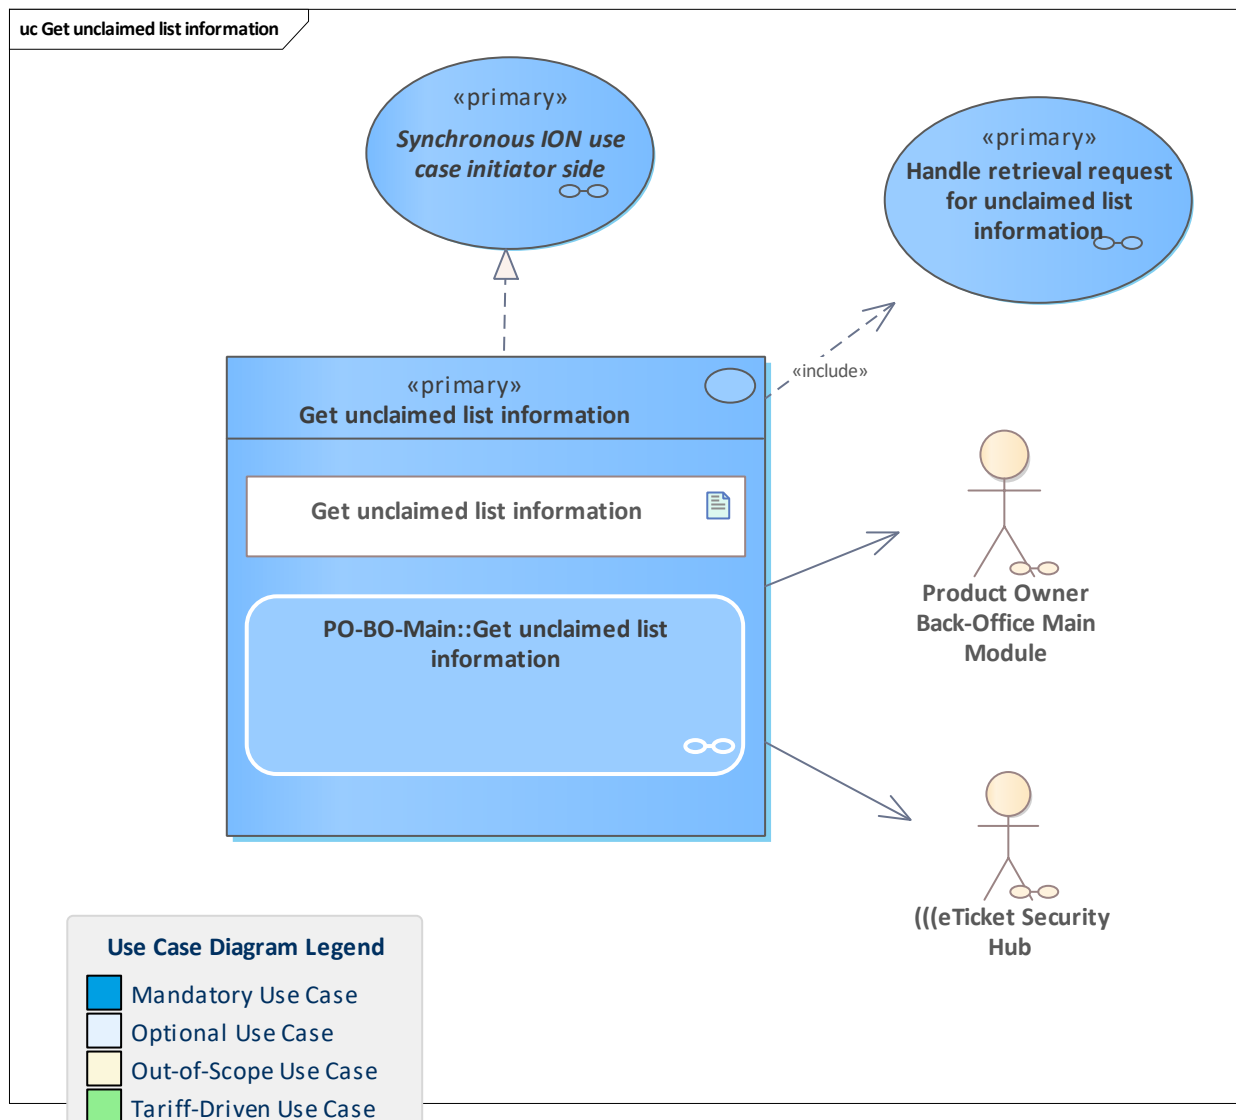 uc Get unclaimed list information
«primary»
Synchronous ION use
case initiator side
«primary»
Handle retrieval request
for unclaimed list
information
«include»
«primary»
Get unclaimed list information
Get unclaimed list information
PO-BO-Main::Get unclaimed list
information
Product Owner
Back-Office Main
Module
(((eTicket Security
Hub
Use Case Diagram Legend
Mandatory Use Case
Optional Use Case
Out-of-Scope Use Case
Tariff-Driven Use Case